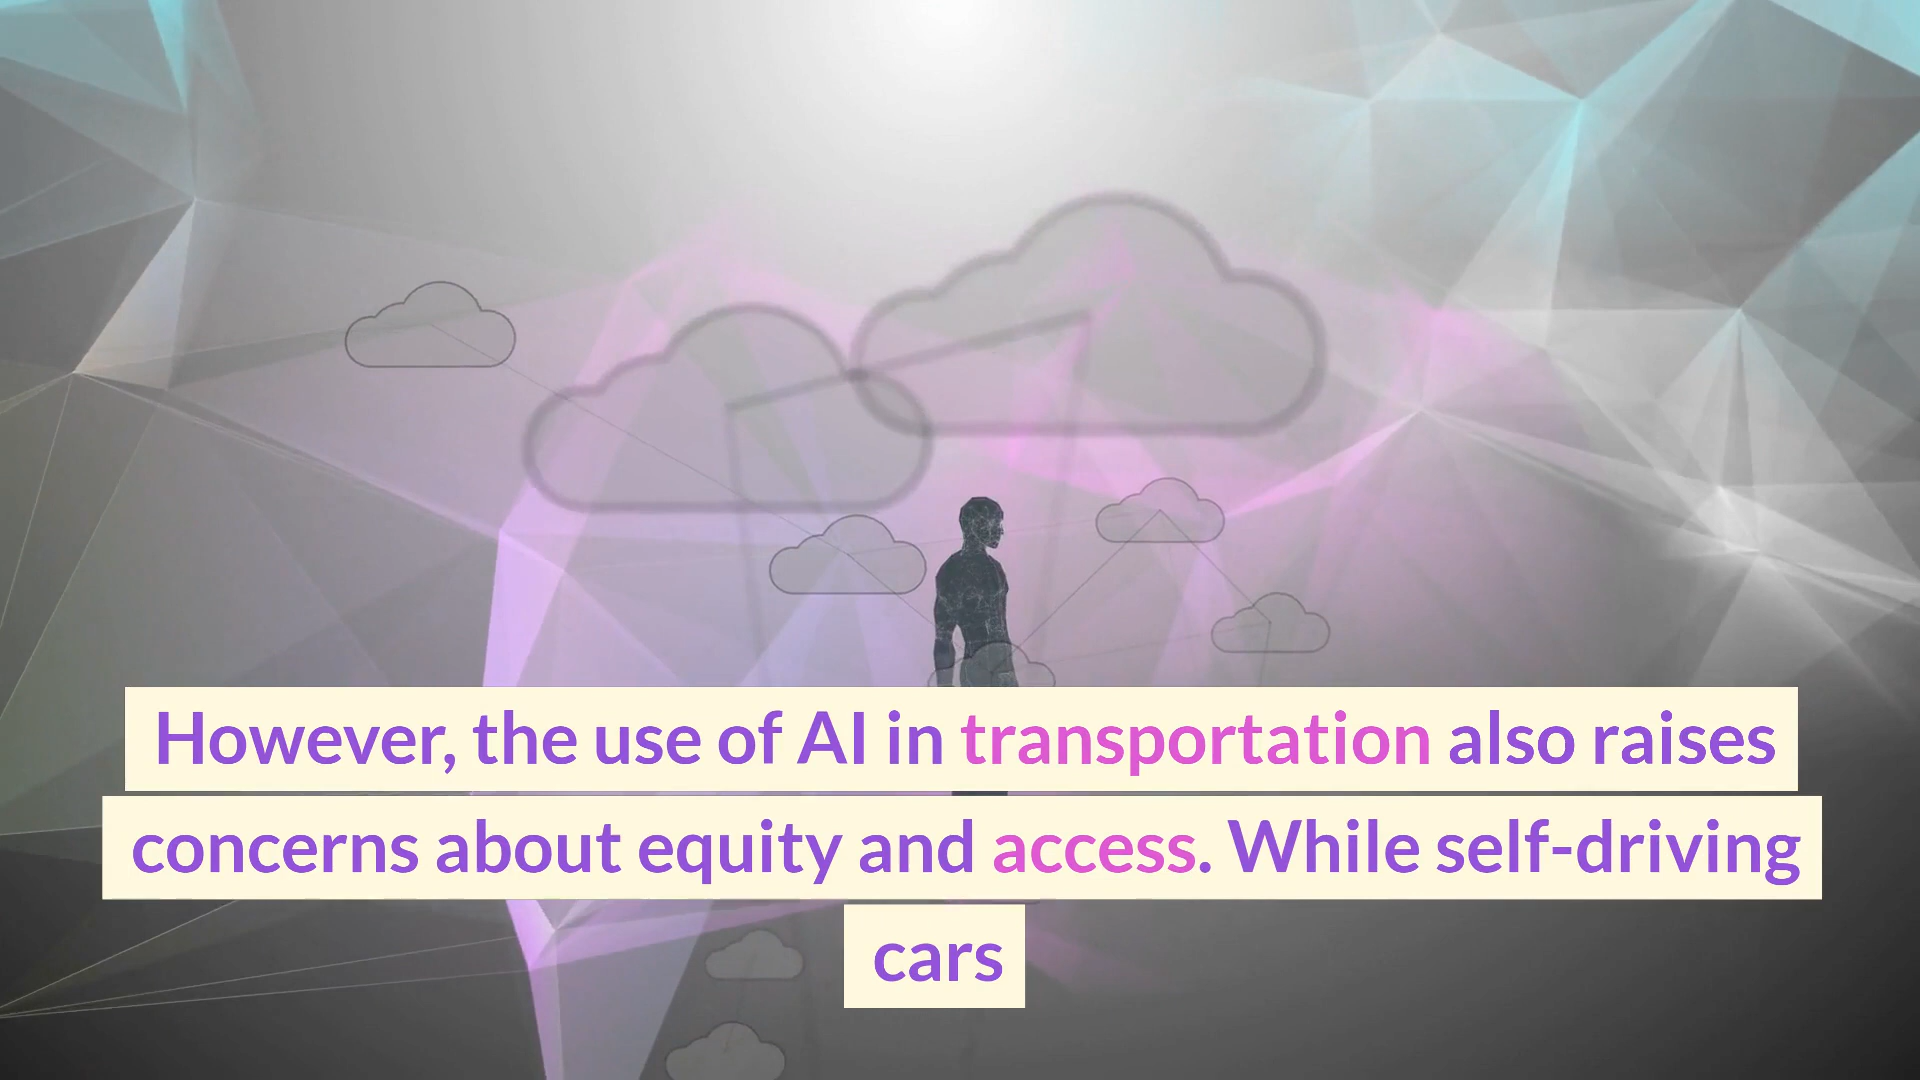 However, the use of AI in transportation also raises
concerns about equity and access. While self-driving
cars